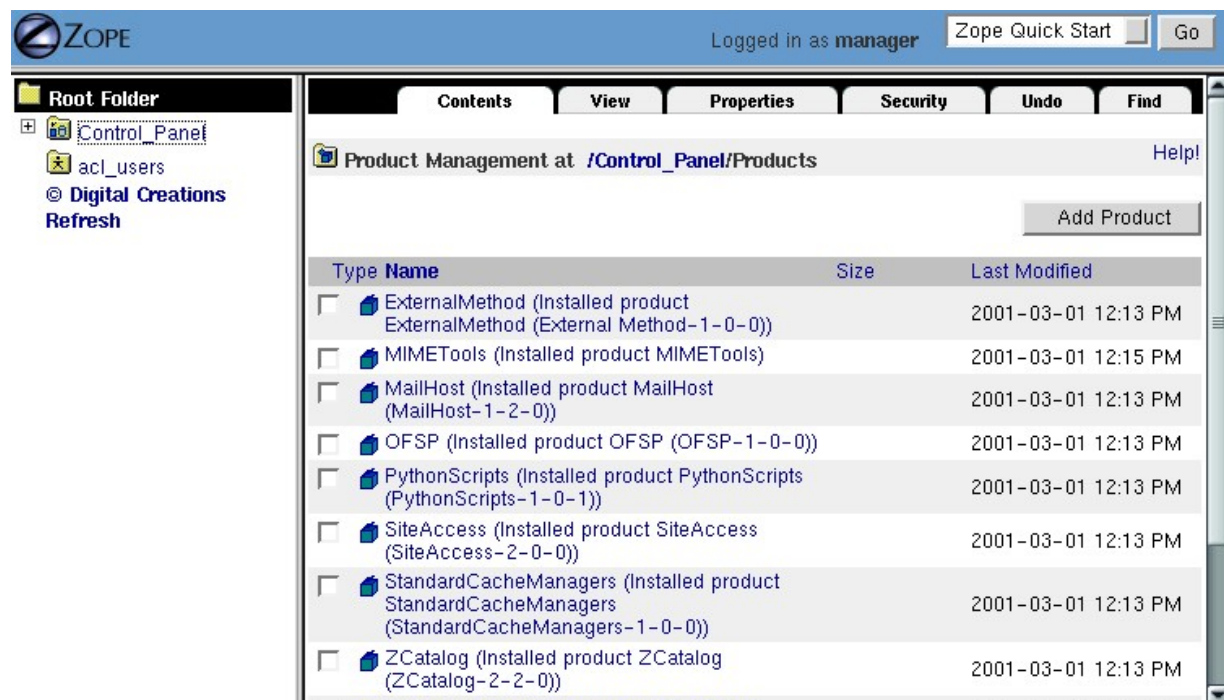 ZOPE
Logged in as manager
Zope Quick Start
Go
Root Folder
Control_Panel
acl_users
© Digital Creations
Refresh
Contents
View
Properties
Security
Undo
Find
Product Management at /Control_Panel/Products
Help!
Add Product
Type Name Size Last Modified
ExternalMethod (Installed product
ExternalMethod (External Method-1-0-0))
2001-03-01 12:13 PM
MIMETools (Installed product MIMETools)
2001-03-01 12:15 PM
MailHost (Installed product MailHost
(MailHost-1-2-0))
2001-03-01 12:13 PM
OFSP (Installed product OFSP (OFSP-1-0-0))
2001-03-01 12:13 PM
PythonScripts (Installed product PythonScripts
(PythonScripts-1-0-1))
2001-03-01 12:13 PM
SiteAccess (Installed product SiteAccess
(SiteAccess-2-0-0))
2001-03-01 12:13 PM
StandardCacheManagers (Installed product
StandardCacheManagers
(StandardCacheManagers-1-0-0))
2001-03-01 12:13 PM
ZCatalog (Installed product ZCatalog
(ZCatalog-2-2-0))
2001-03-01 12:13 PM